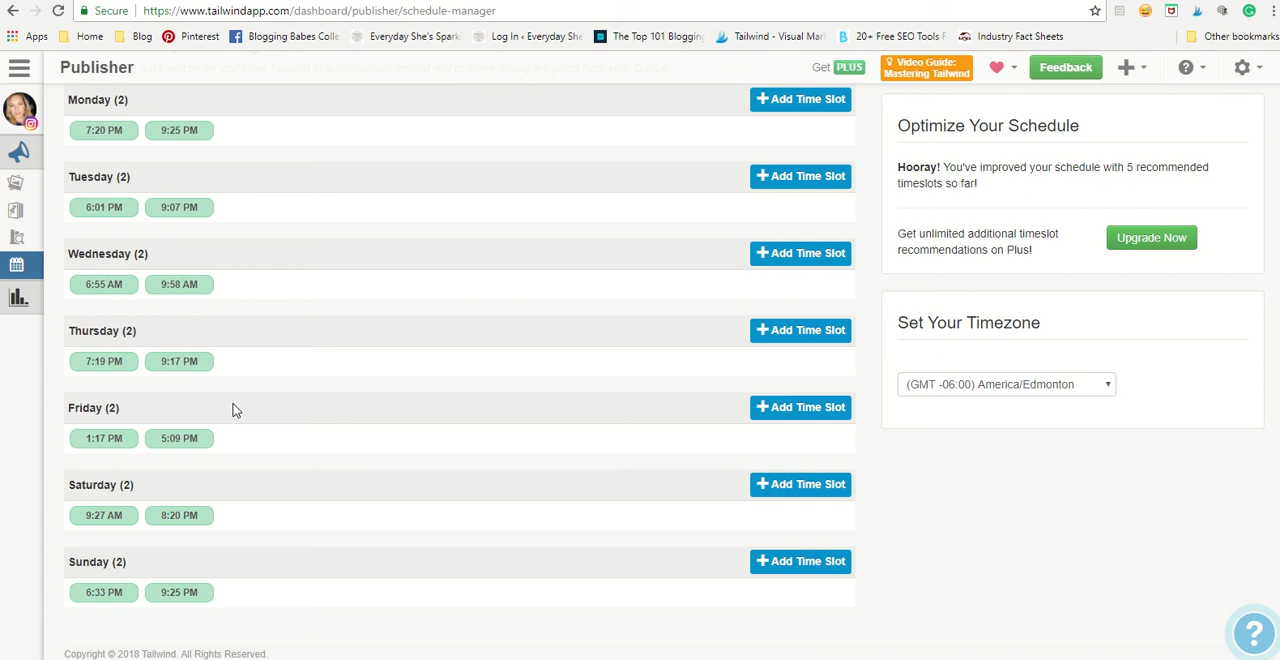 Secure https://www.tailwindapp.com/dashboard/publisher/schedule-manager
Apps Home Blog Pinterest Blogging Babes Colle Everyday She's Spark Log In ‹ Everyday She The Top 101 Blogging Tailwind - Visual Mark 20+ Free SEO Tools F Industry Fact Sheets Other bookmarks
Publisher Get PLUS Video Guide:
Mastering Tailwind Feedback
Monday (2) + Add Time Slot
7:20 PM 9:25 PM
Tuesday (2) + Add Time Slot
6:01 PM 9:07 PM
Wednesday (2) + Add Time Slot
6:55 AM 9:58 AM
Thursday (2) + Add Time Slot
7:19 PM 9:17 PM
Friday (2) + Add Time Slot
1:17 PM 5:09 PM
Saturday (2) + Add Time Slot
9:27 AM 8:20 PM
Sunday (2) + Add Time Slot
6:33 PM 9:25 PM
Optimize Your Schedule
Hooray! You've improved your schedule with 5 recommended
timeslots so far!
Get unlimited additional timeslot
recommendations on Plus!
Upgrade Now
Set Your Timezone
(GMT -06:00) America/Edmonton
Copyright © 2018 Tailwind. All Rights Reserved.